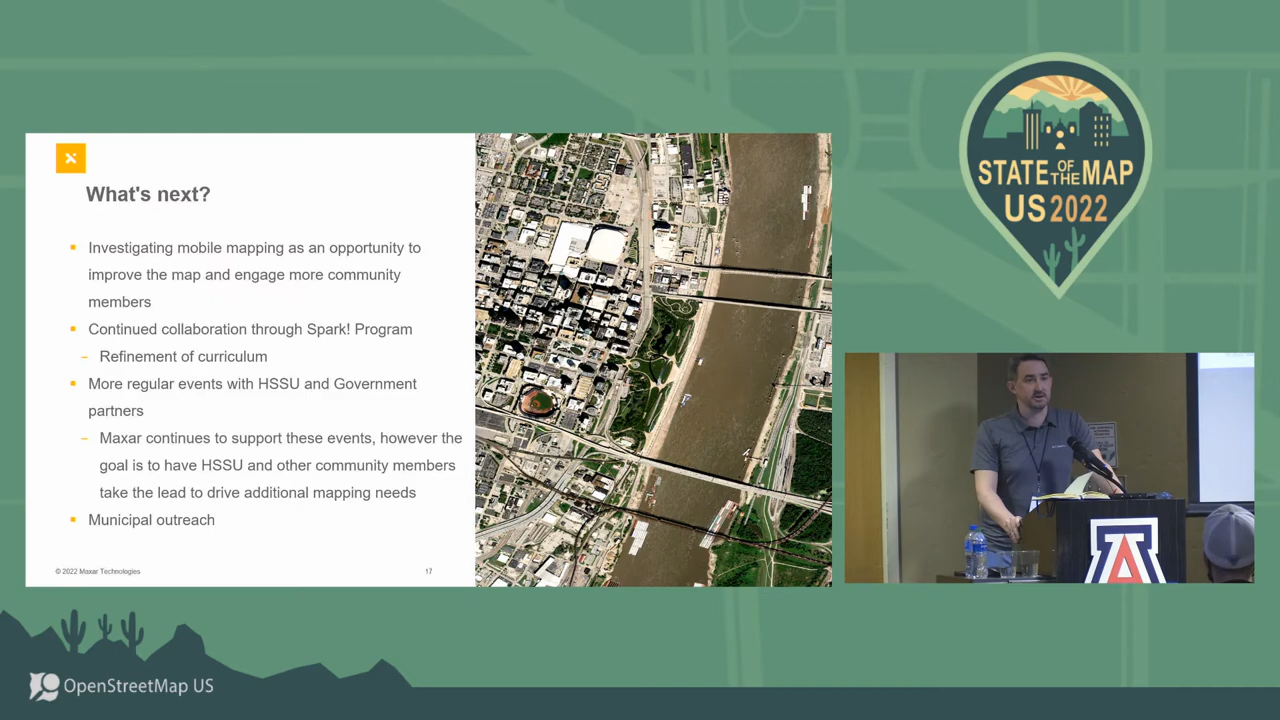 What's next?
Investigating mobile mapping as an opportunity to
improve the map and engage more community
members
Continued collaboration through Spark! Program
– Refinement of curriculum
More regular events with HSSU and Government
partners
– Maxar continues to support these events, however the
goal is to have HSSU and other community members
take the lead to drive additional mapping needs
Municipal outreach
© 2022 Maxar Technologies
17
STATE OF THE MAP
US 2022
A
OpenStreetMap US